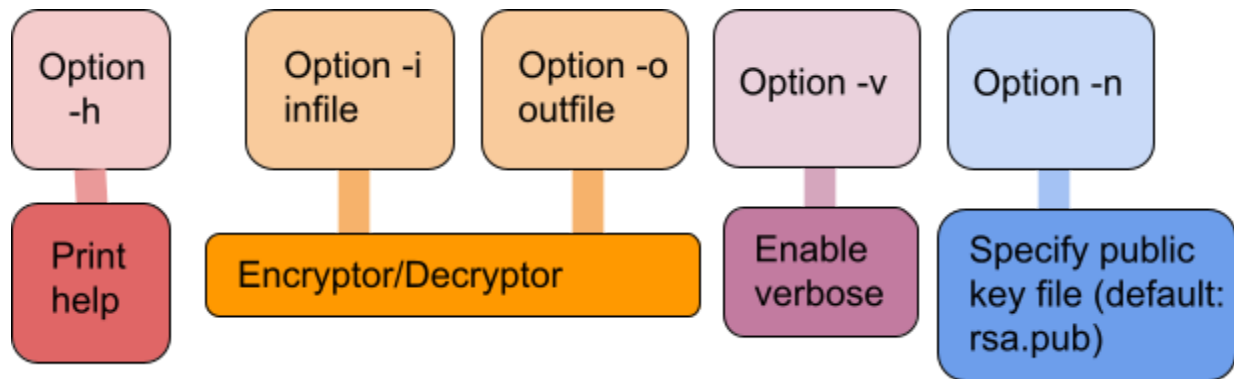 Option
-h
Option -i
infile
Option -o
outfile
Option -v
Option -n
Print
help
Encryptor/Decryptor
Enable
verbose
Specify public
key file (default:
rsa.pub)